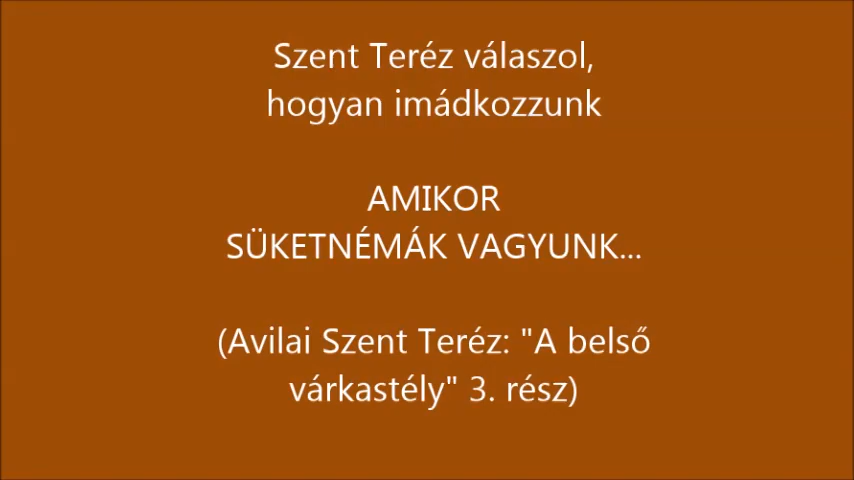 Szent Teréz válaszol,
hogyan imádkozzunk
AMIKOR
SÜKETNÉMÁK VAGYUNK...
(Avilai Szent Teréz: "A belső
várkastély" 3. rész)